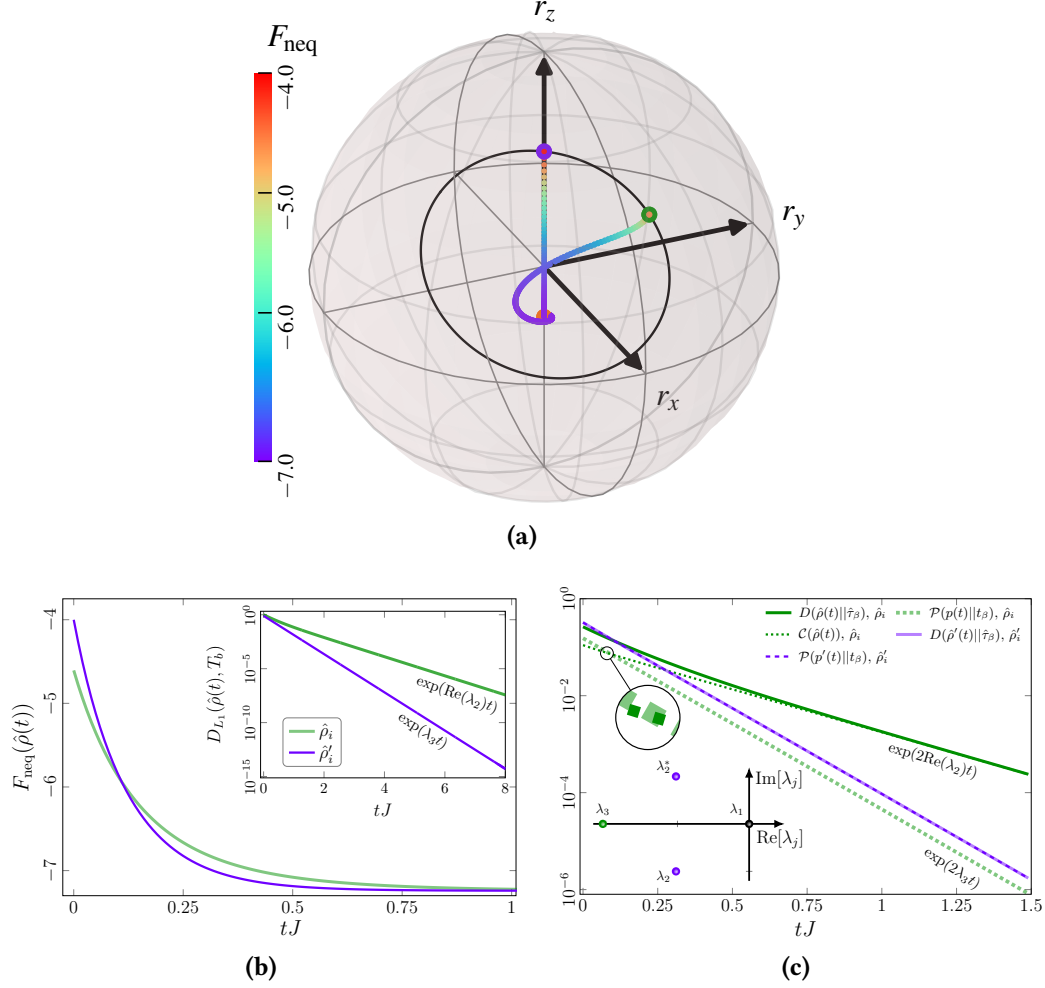 r_z
F_neq
−4.0
−5.0
−6.0
−7.0
r_y
r_x
(a)
F_neq(ρ̂(t))
−4
−5
−6
−7
0
0.25
0.5
0.75
1
tJ
D_{L_1}(ρ̂(t), T_b)
10^0
10^−5
10^−10
10^−15
0
2
4
6
8
tJ
exp(Re(λ_2)t)
exp(λ_3t)
ρ̂_i
ρ̂′_i
(b)
10^0
10^−2
10^−4
10^−6
0
0.25
0.5
0.75
1
1.5
tJ
D(ρ̂(t)||τ̂_β), ρ̂_i
C(ρ̂(t)), ρ̂_i
P(p′(t)||t_β), ρ̂′_i
P(p(t)||t_β), ρ̂_i
D(ρ̂′(t)||τ̂_β), ρ̂′_i
exp(2Re(λ_2)t)
exp(2λ_3t)
λ_2^*
Im[λ_j]
λ_3
λ_1
Re[λ_j]
λ_2
(c)